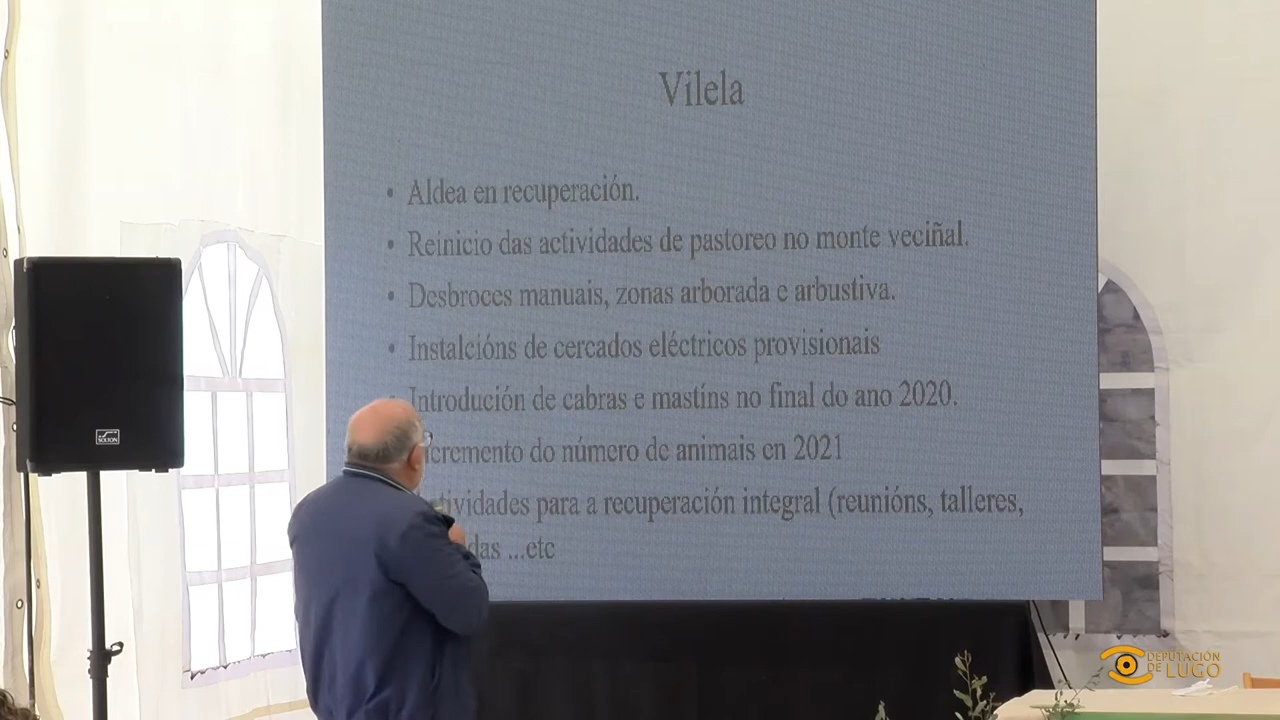 Vilela
• Aldea en recuperación.
• Reinicio das actividades de pastoreo no monte veciñal.
• Desbroces manuais, zonas arborada e arbustiva.
• Instalcións de cercados eléctricos provisionais
• Introdución de cabras e mastíns no final do ano 2020.
do número de animais en 2021
para a recuperación integral (reunións, talleres,
...etc
SOLTON
DEPUTACIÓN
DE LUGO